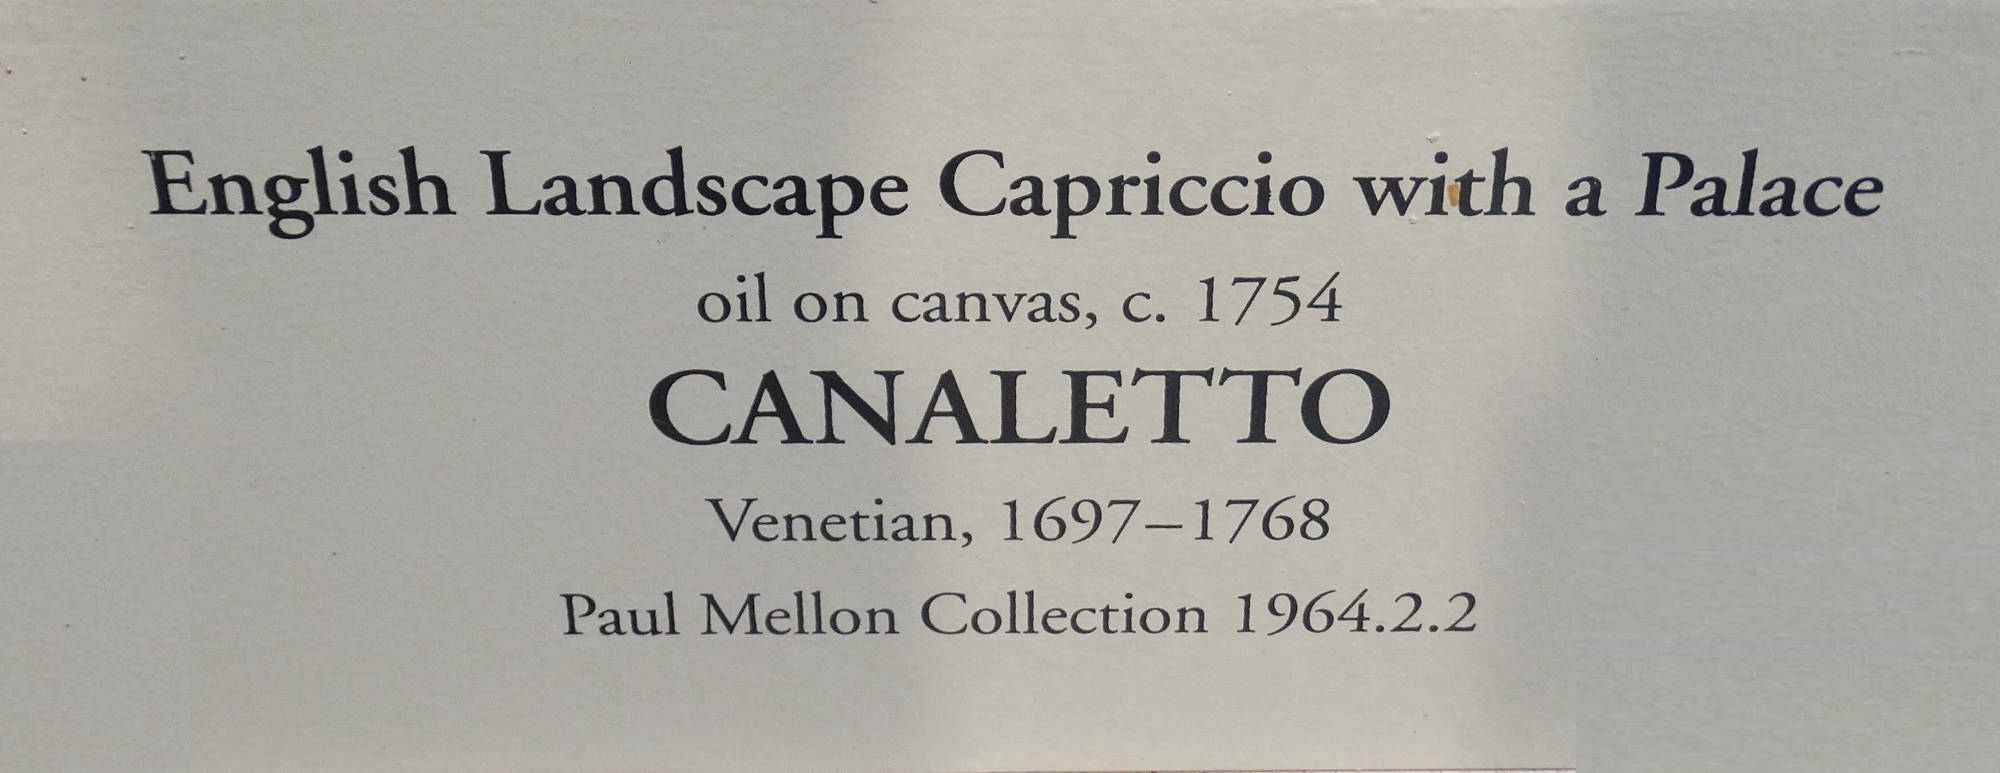 English Landscape Capriccio with a Palace
oil on canvas, c. 1754
CANALETTO
Venetian, 1697–1768
Paul Mellon Collection 1964.2.2